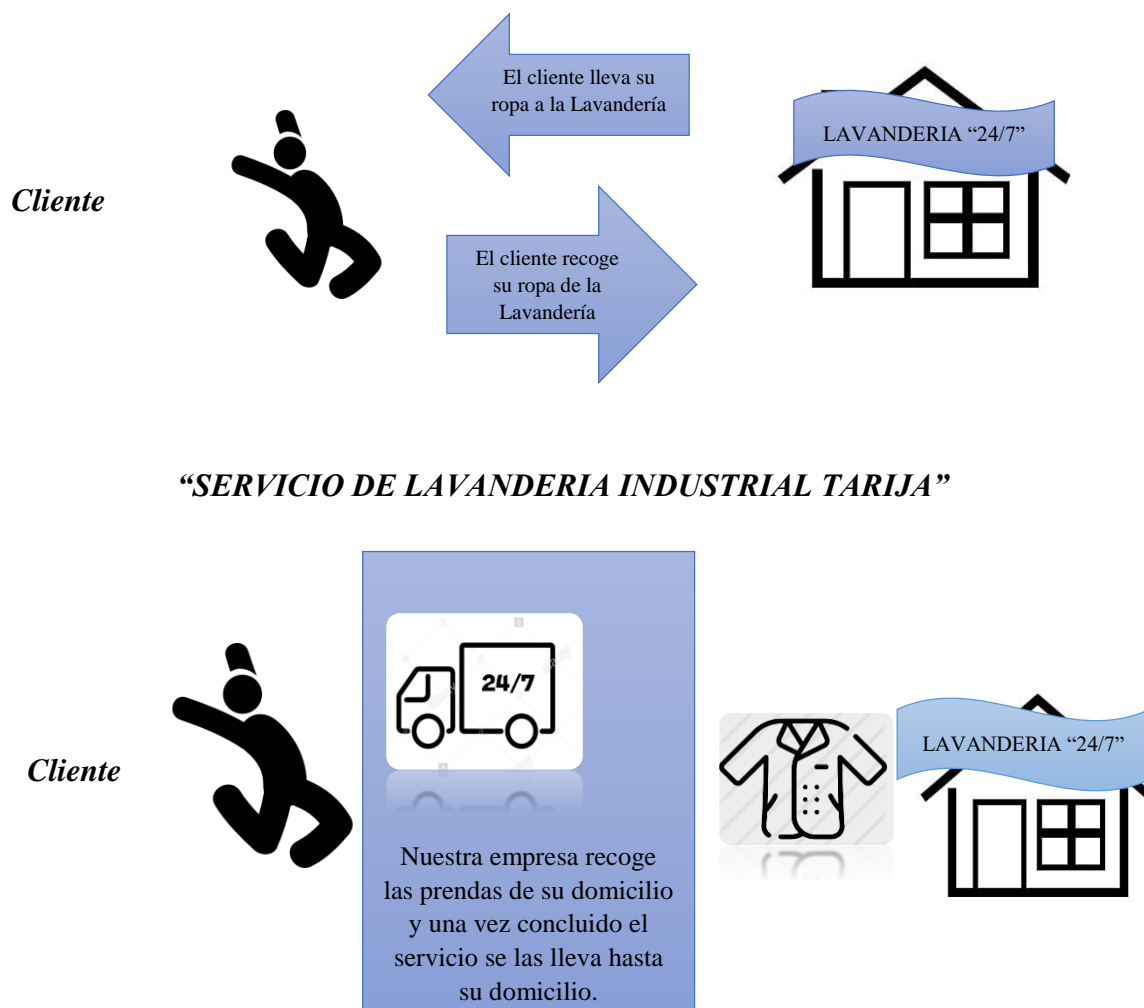 El cliente lleva su
ropa a la Lavandería
LAVANDERIA “24/7”
Cliente
El cliente recoge
su ropa de la
Lavandería
“SERVICIO DE LAVANDERIA INDUSTRIAL TARIJA”
24/7
LAVANDERIA “24/7”
Cliente
Nuestra empresa recoge
las prendas de su domicilio
y una vez concluido el
servicio se las lleva hasta
su domicilio.